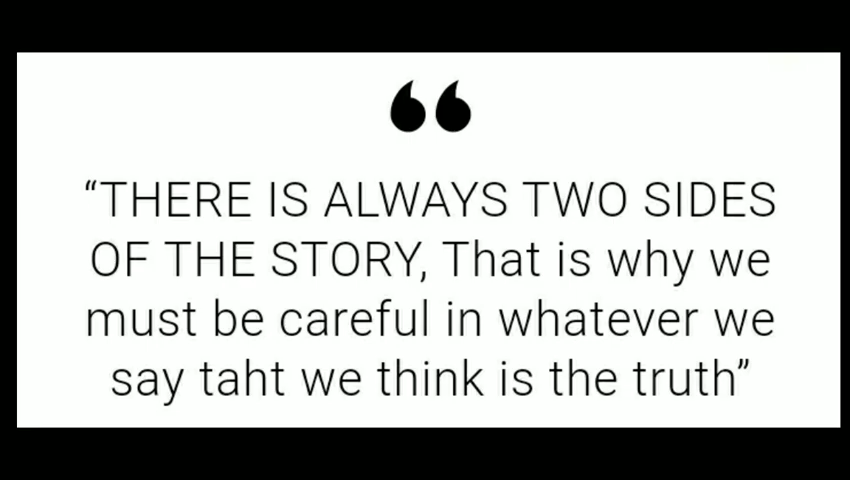 “THERE IS ALWAYS TWO SIDES
OF THE STORY, That is why we
must be careful in whatever we
say taht we think is the truth”